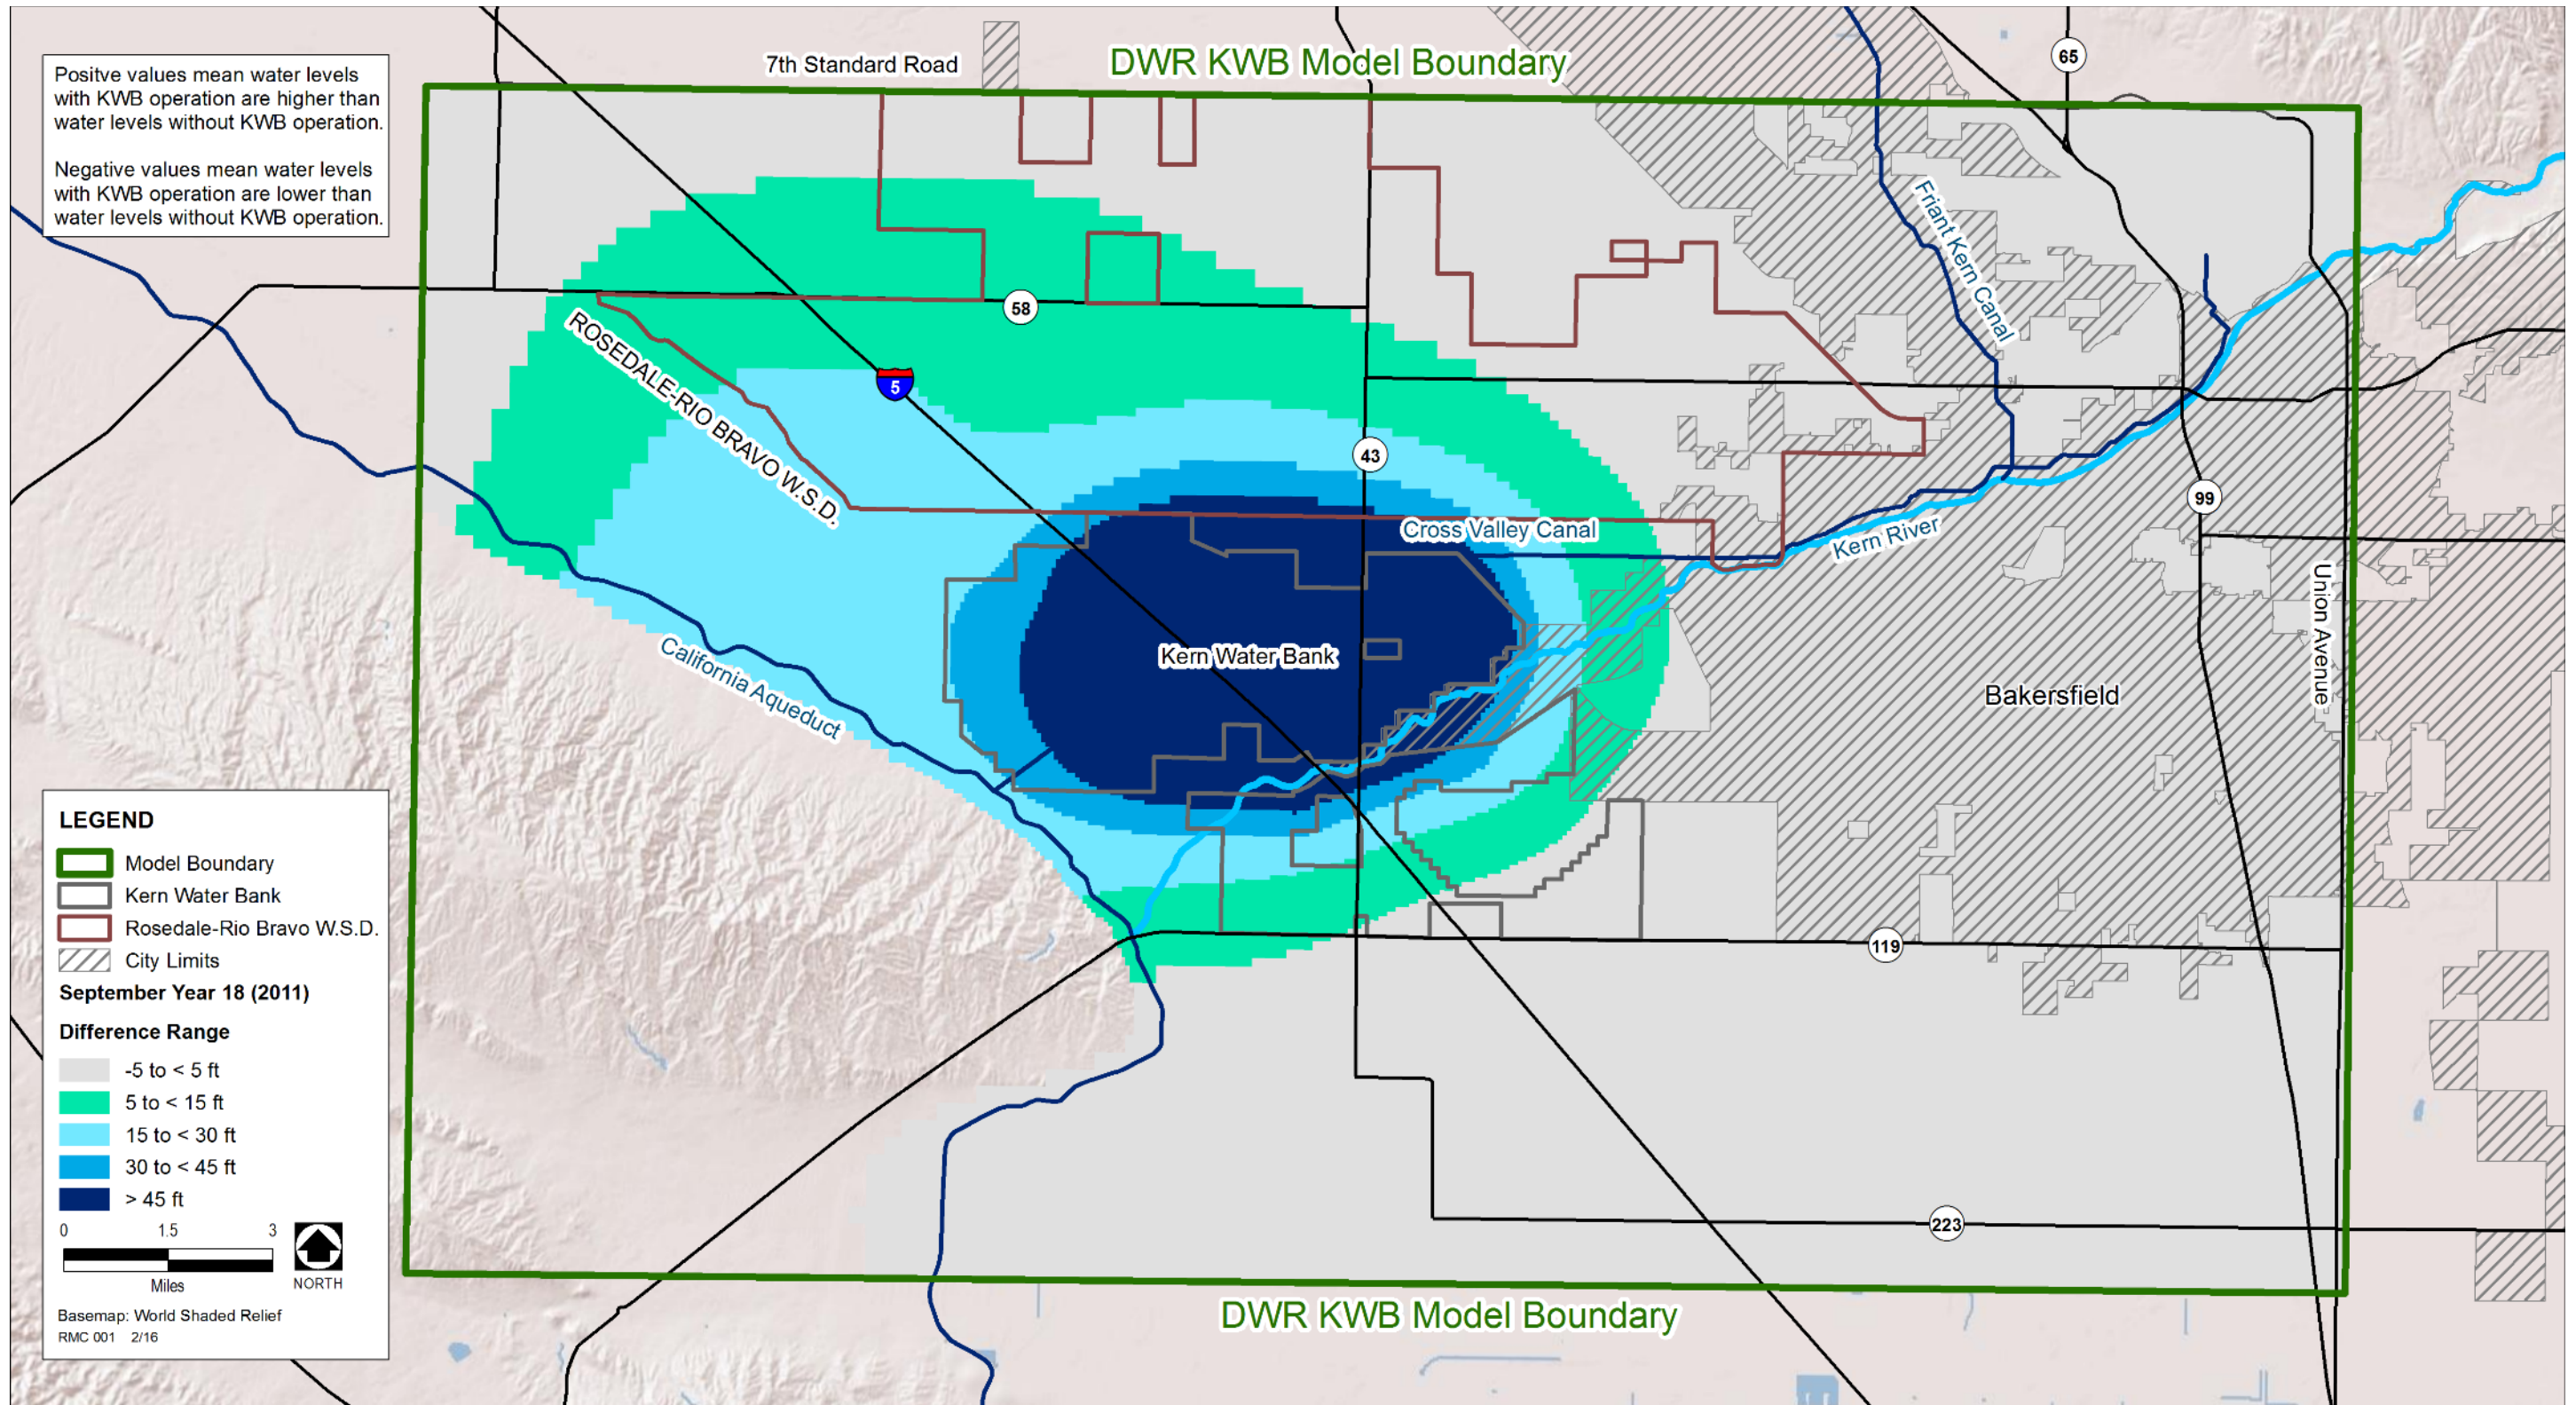 Positve values mean water levels
with KWB operation are higher than
water levels without KWB operation.
Negative values mean water levels
with KWB operation are lower than
water levels without KWB operation.
7th Standard Road
DWR KWB Model Boundary
65
Friant Kern Canal
58
ROSEDALE-RIO BRAVO W.S.D.
5
43
99
Cross Valley Canal
Kern River
Union Avenue
Kern Water Bank
California Aqueduct
Bakersfield
119
223
DWR KWB Model Boundary
LEGEND
Model Boundary
Kern Water Bank
Rosedale-Rio Bravo W.S.D.
City Limits
September Year 18 (2011)
Difference Range
-5 to < 5 ft
5 to < 15 ft
15 to < 30 ft
30 to < 45 ft
> 45 ft
0 1.5 3
Miles
NORTH
Basemap: World Shaded Relief
RMC 001 2/16